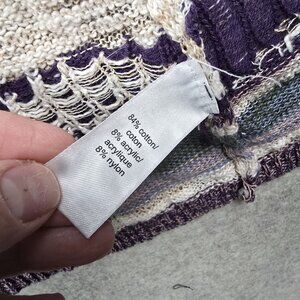 84% cotton/
coton
8% acrylic/
acrylique
8% nylon